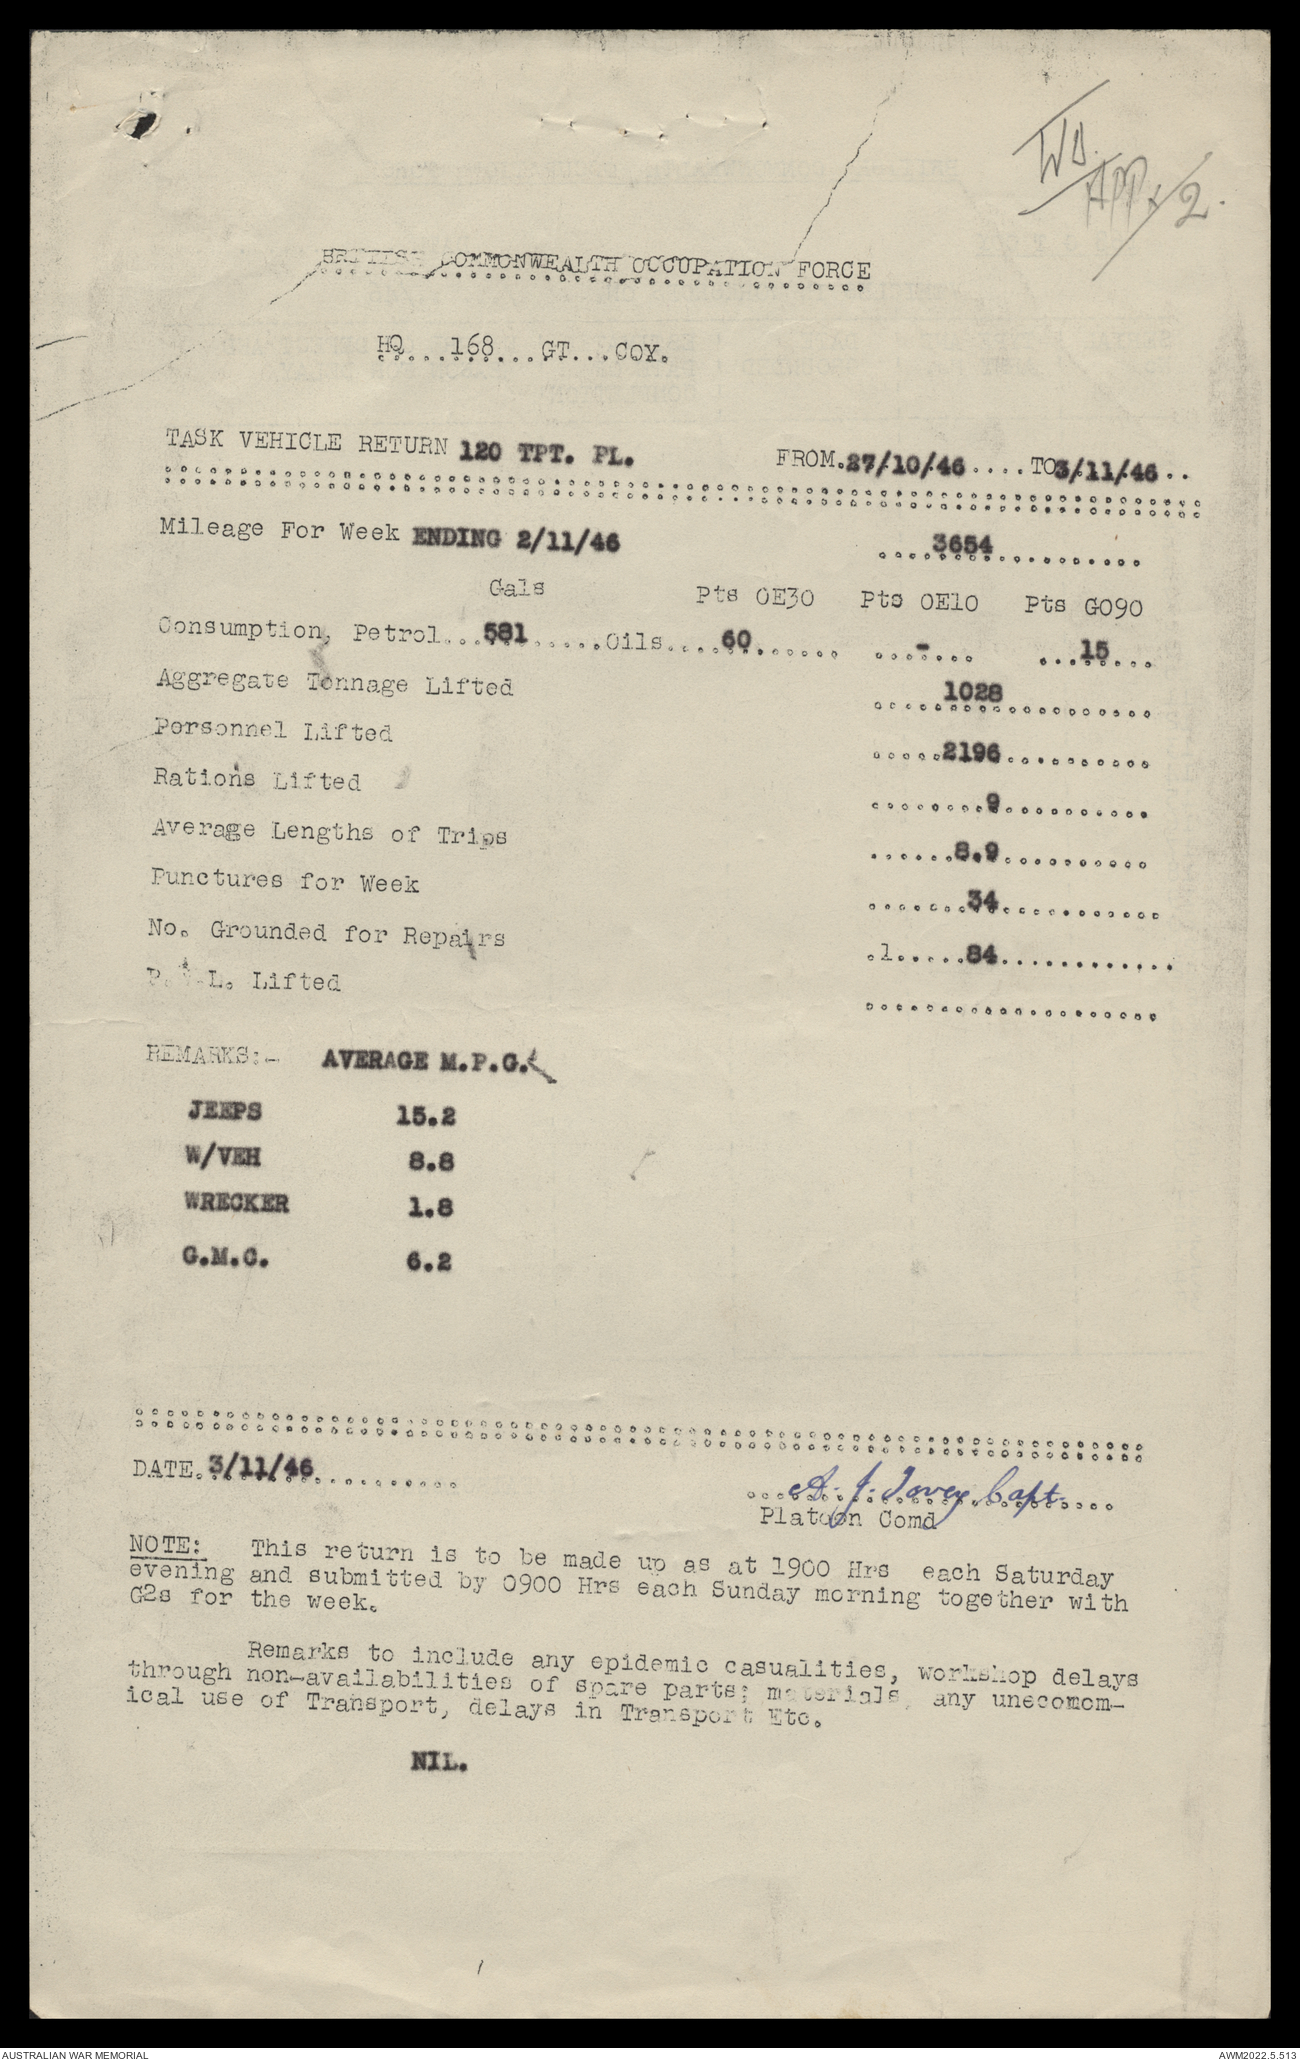 WD.
APPx 2.
BRITISH COMMONWEALTH OCCUPATION FORCE
HQ...168...GT...COY.
TASK VEHICLE RETURN 120 TPT. PL. FROM.27/10/46....TO3/11/46..
Mileage For Week ENDING 2/11/46 ....3654..........
Gals Pts OE30 Pts OE10 Pts GO90
Consumption, Petrol...581.....Oils....60....... ...-... ...15...
Aggregate Tonnage Lifted 1028
Personnel Lifted .....2196..........
Rations Lifted ........9..........
Average Lengths of Trips ......8.9..........
Punctures for Week .......34...........
No. Grounded for Repairs .1.....84............
P.O.L. Lifted ....................
REMARKS:- AVERAGE M.P.G.
JEEPS 15.2
W/VEH 8.8
WRECKER 1.8
G.M.C. 6.2
DATE.3/11/46..........
A. J. Tovey Capt.
Platoon Comd
NOTE: This return is to be made up as at 1900 Hrs each Saturday
evening and submitted by 0900 Hrs each Sunday morning together with
G2s for the week.
Remarks to include any epidemic casualities, workshop delays
through non-availabilities of spare parts; materials, any unecomom-
ical use of Transport, delays in Transport Etc.
NIL.
AUSTRALIAN WAR MEMORIAL AWM2022.5.513